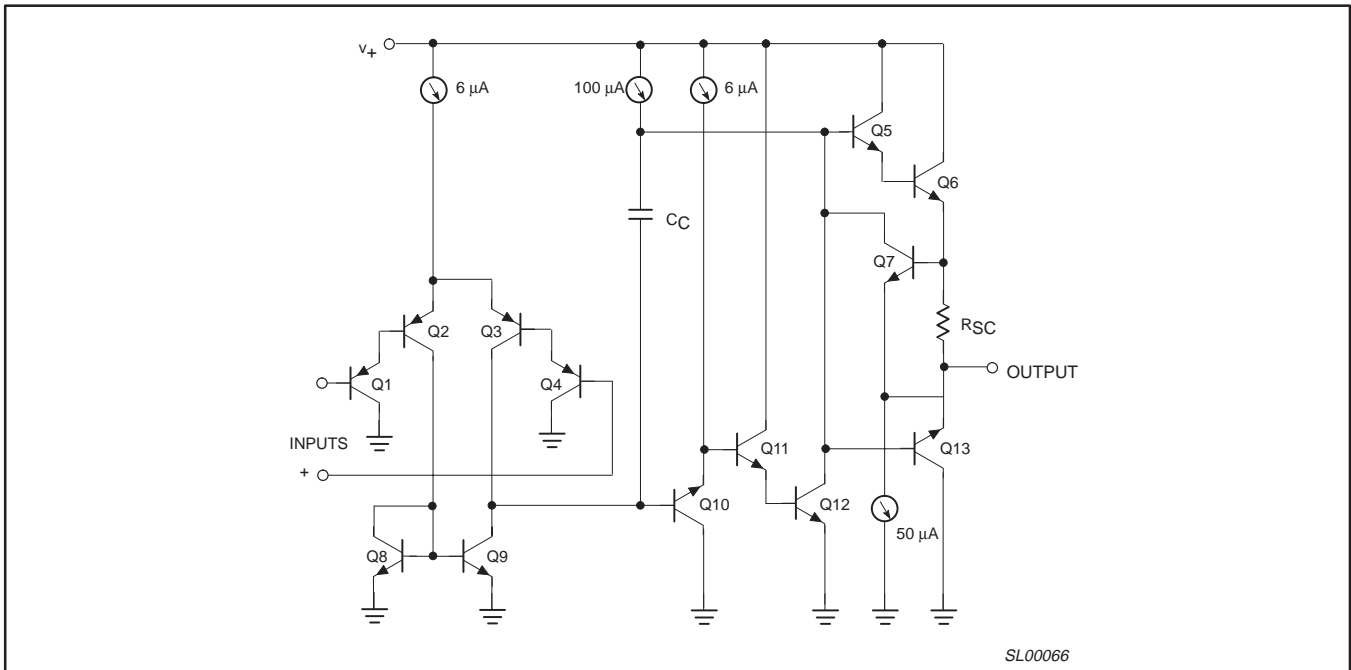 V+
6 μA
100 μA
6 μA
Q5
Q6
CC
Q7
Q2
Q3
RSC
Q1
Q4
OUTPUT
INPUTS
+
Q11
Q13
Q10
Q12
50 μA
Q8
Q9
SL00066